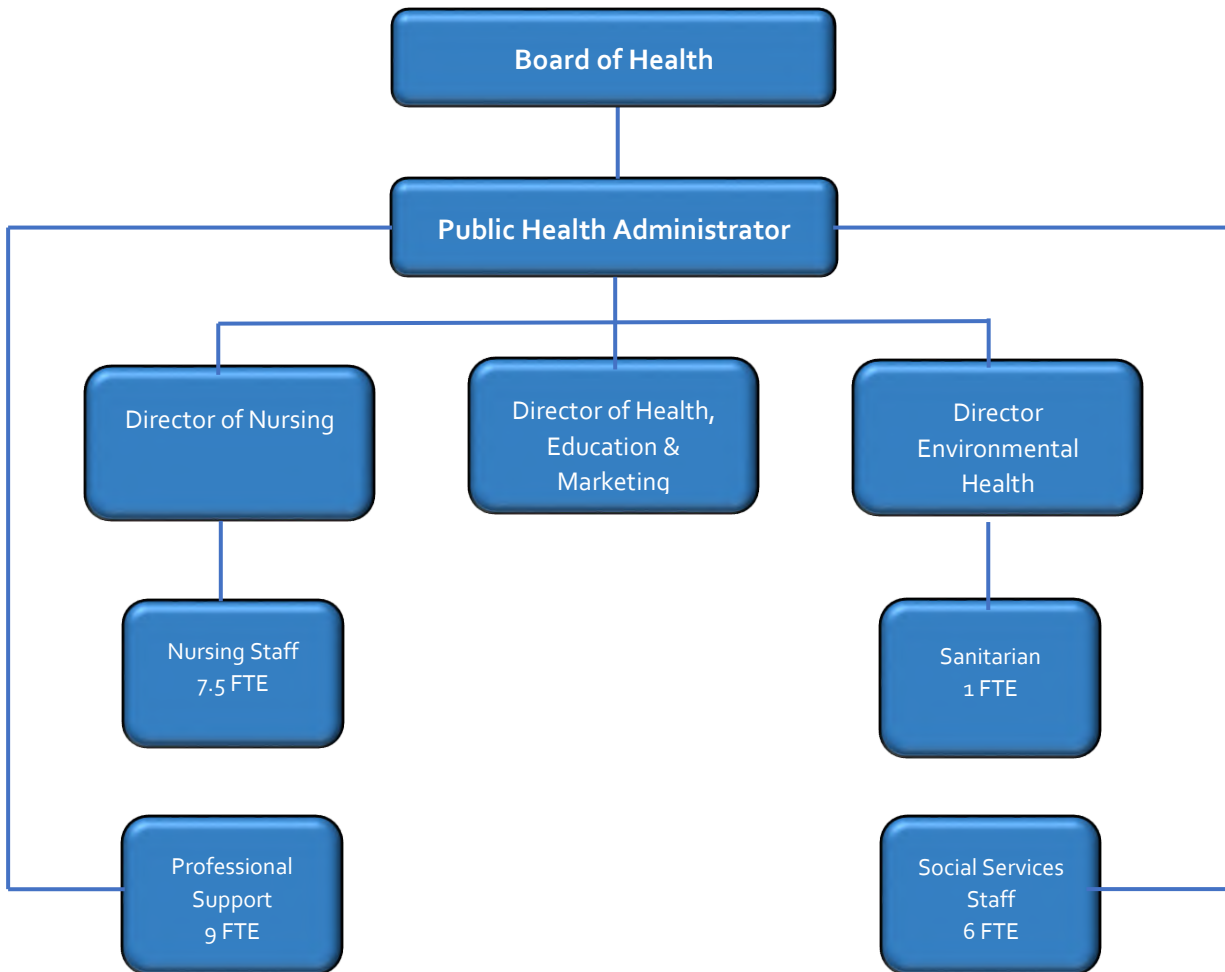 Board of Health
Public Health Administrator
Director of Nursing
Director of Health,
Education &
Marketing
Director
Environmental
Health
Nursing Staff
7.5 FTE
Sanitarian
1 FTE
Professional
Support
9 FTE
Social Services
Staff
6 FTE